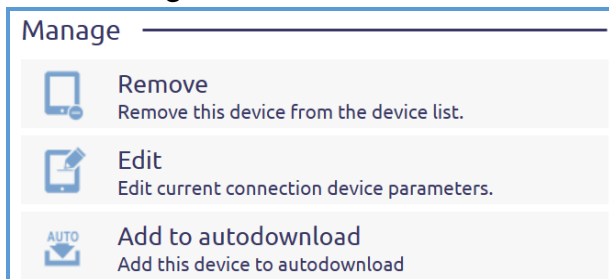 Manage
Remove
Remove this device from the device list.
Edit
Edit current connection device parameters.
AUTO
Add to autodownload
Add this device to autodownload